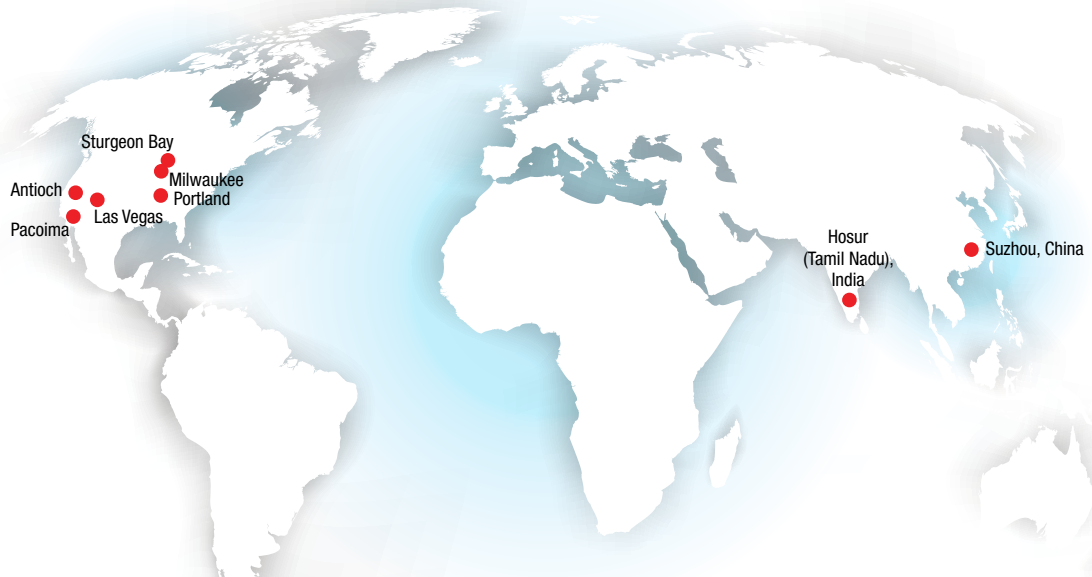 Sturgeon Bay
Milwaukee
Antioch
Portland
Las Vegas
Pacoima
Hosur
(Tamil Nadu),
India
Suzhou, China